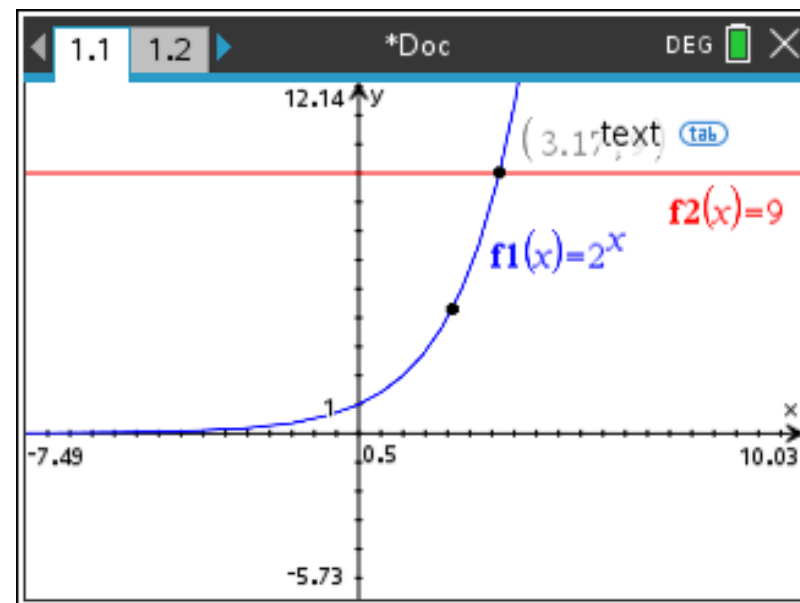 1.1 1.2 *Doc DEG
12.14 y
(3.17, 9) text tab
f2(x)=9
f1(x)=2^x
1
x
-7.49 0.5 10.03
-5.73